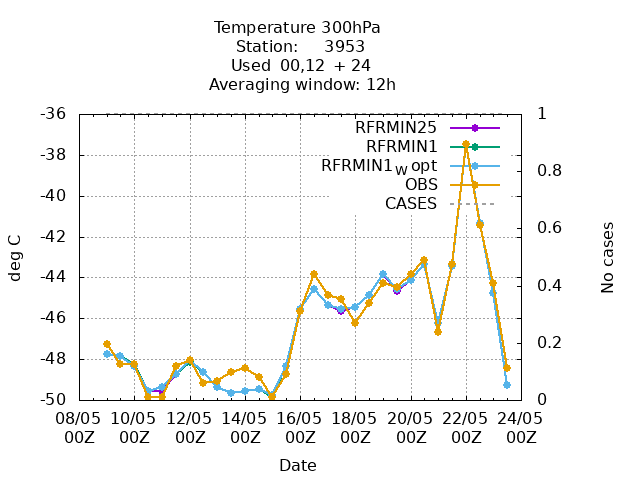 Temperature 300hPa
Station: 3953
Used 00,12 + 24
Averaging window: 12h
-36 1
RFRMIN25
-38 RFRMIN1
RFRMIN1w opt 0.8
-40 OBS
CASES
-42 0.6
deg C
-44 No cases
0.4
-46
-48 0.2
-50 0
08/05 10/05 12/05 14/05 16/05 18/05 20/05 22/05 24/05
00Z 00Z 00Z 00Z 00Z 00Z 00Z 00Z 00Z
Date